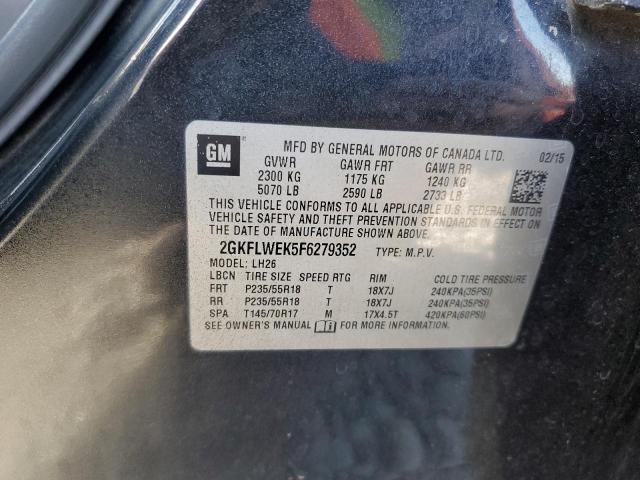 GM
MFD BY GENERAL MOTORS OF CANADA LTD. 02/15
GVWR GAWR FRT GAWR RR
2300 KG 1175 KG 1240 KG
5070 LB 2590 LB 2733 LB
THIS VEHICLE CONFORMS TO ALL APPLICABLE U.S. FEDERAL MOTOR
VEHICLE SAFETY AND THEFT PREVENTION STANDARDS IN EFFECT ON
THE DATE OF MANUFACTURE SHOWN ABOVE.
2GKFLWEK5F6279352 TYPE: M.P.V.
MODEL: LH26
LBCN TIRE SIZE SPEED RTG RIM COLD TIRE PRESSURE
FRT P235/55R18 T 18X7J 240KPA(35PSI)
RR P235/55R18 T 18X7J 240KPA(35PSI)
SPA T145/70R17 M 17X4.5T 420KPA(60PSI)
SEE OWNER'S MANUAL FOR MORE INFORMATION.